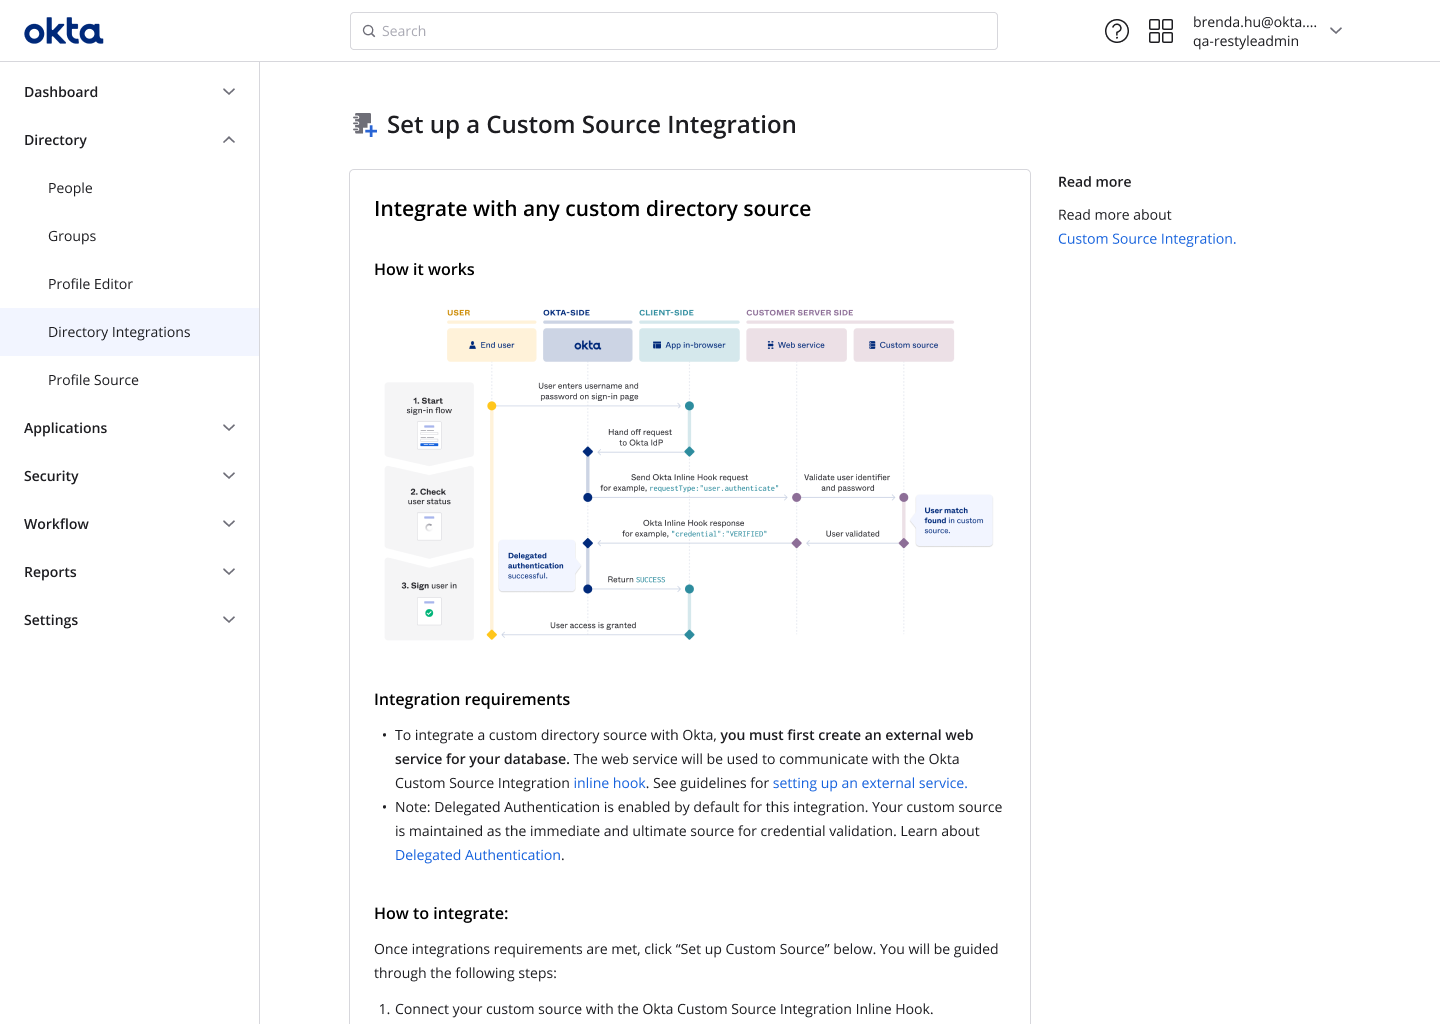 okta
Search
brenda.hu@okta....
qa-restyleadmin
Dashboard
Directory
People
Groups
Profile Editor
Directory Integrations
Profile Source
Applications
Security
Workflow
Reports
Settings
Set up a Custom Source Integration
Integrate with any custom directory source
How it works
USER
OKTA-SIDE
CLIENT-SIDE
CUSTOMER SERVER SIDE
End user
okta
App in-browser
Web service
Custom source
1. Start
sign-in flow
User enters username and
password on sign-in page
Hand off request
to Okta IdP
2. Check
user status
Send Okta Inline Hook request
for example, requestType:"user.authenticate"
Validate user identifier
and password
User match
found in custom
source.
Okta Inline Hook response
for example, "credential":"VERIFIED"
User validated
Delegated
authentication
successful.
3. Sign user in
Return SUCCESS
User access is granted
Integration requirements
• To integrate a custom directory source with Okta, you must first create an external web
service for your database. The web service will be used to communicate with the Okta
Custom Source Integration inline hook. See guidelines for setting up an external service.
• Note: Delegated Authentication is enabled by default for this integration. Your custom source
is maintained as the immediate and ultimate source for credential validation. Learn about
Delegated Authentication.
How to integrate:
Once integrations requirements are met, click “Set up Custom Source” below. You will be guided
through the following steps:
1. Connect your custom source with the Okta Custom Source Integration Inline Hook.
Read more
Read more about
Custom Source Integration.